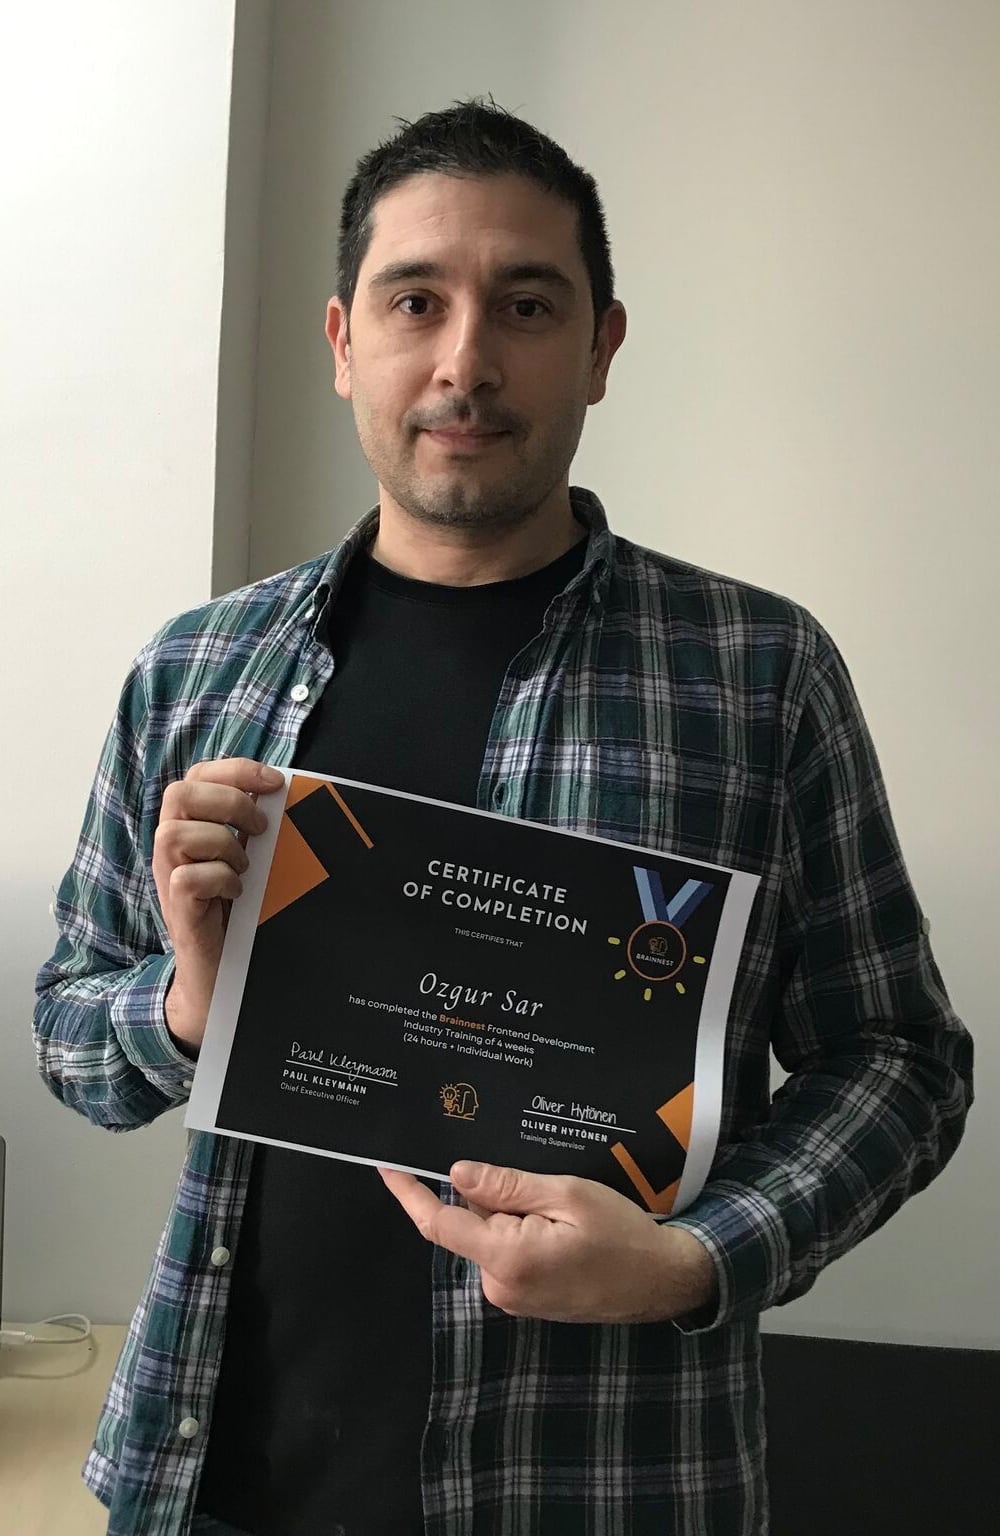 CERTIFICATE
OF COMPLETION
THIS CERTIFIES THAT
BRAINNEST
Ozgur Sar
has completed the Brainnest Frontend Development
Industry Training of 4 weeks
(24 hours + Individual Work)
Paul Kleymann
PAUL KLEYMANN
Chief Executive Officer
Oliver Hytönen
OLIVER HYTÖNEN
Training Supervisor